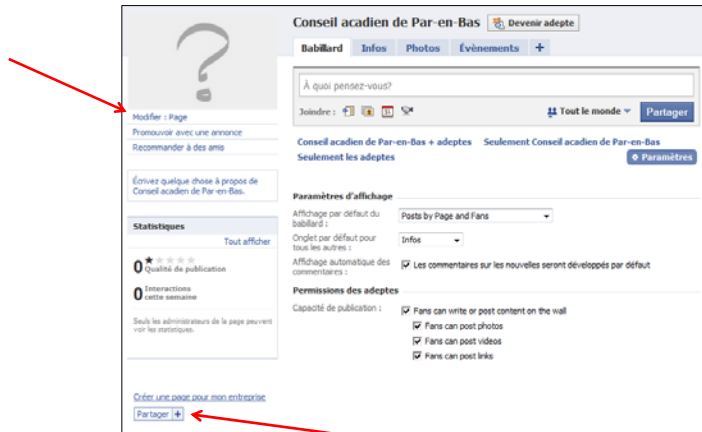 Conseil acadien de Par-en-Bas Devenir adepte
Babillard Infos Photos Évènements +
À quoi pensez-vous?
Joindre : 31 Tout le monde Partager
Conseil acadien de Par-en-Bas + adeptes Seulement Conseil acadien de Par-en-Bas
Seulement les adeptes Paramètres
Modifier : Page
Promouvoir avec une annonce
Recommander à des amis
Écrivez quelque chose à propos de
Conseil acadien de Par-en-Bas.
Statistiques
Tout afficher
0 Qualité de publication
0 Interactions
cette semaine
Seuls les administrateurs de la page peuvent
voir les statistiques.
Créer une page pour mon entreprise
Partager +
Paramètres d'affichage
Affichage par défaut du
babillard : Posts by Page and Fans
Onglet par défaut pour
tous les autres : Infos
Affichage automatique des
commentaires : Les commentaires sur les nouvelles seront développés par défaut
Permissions des adeptes
Capacité de publication : Fans can write or post content on the wall
Fans can post photos
Fans can post videos
Fans can post links